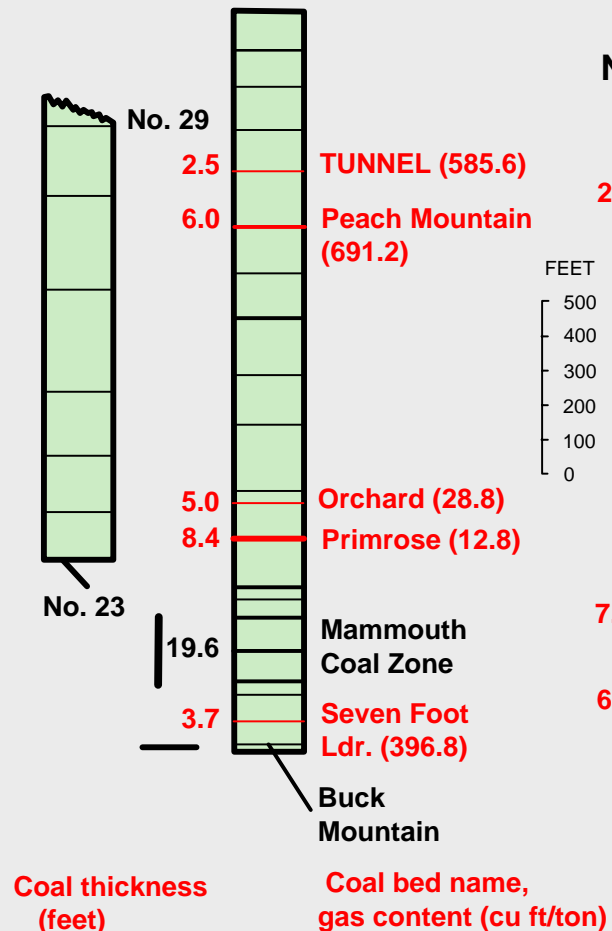 N
No. 29
2.5 TUNNEL (585.6)
2
6.0 Peach Mountain
(691.2)
FEET
500
400
300
200
100
0
5.0 Orchard (28.8)
8.4 Primrose (12.8)
No. 23
7.
19.6 Mammouth
Coal Zone
6
3.7 Seven Foot
Ldr. (396.8)
Buck
Mountain
Coal thickness
(feet)
Coal bed name,
gas content (cu ft/ton)